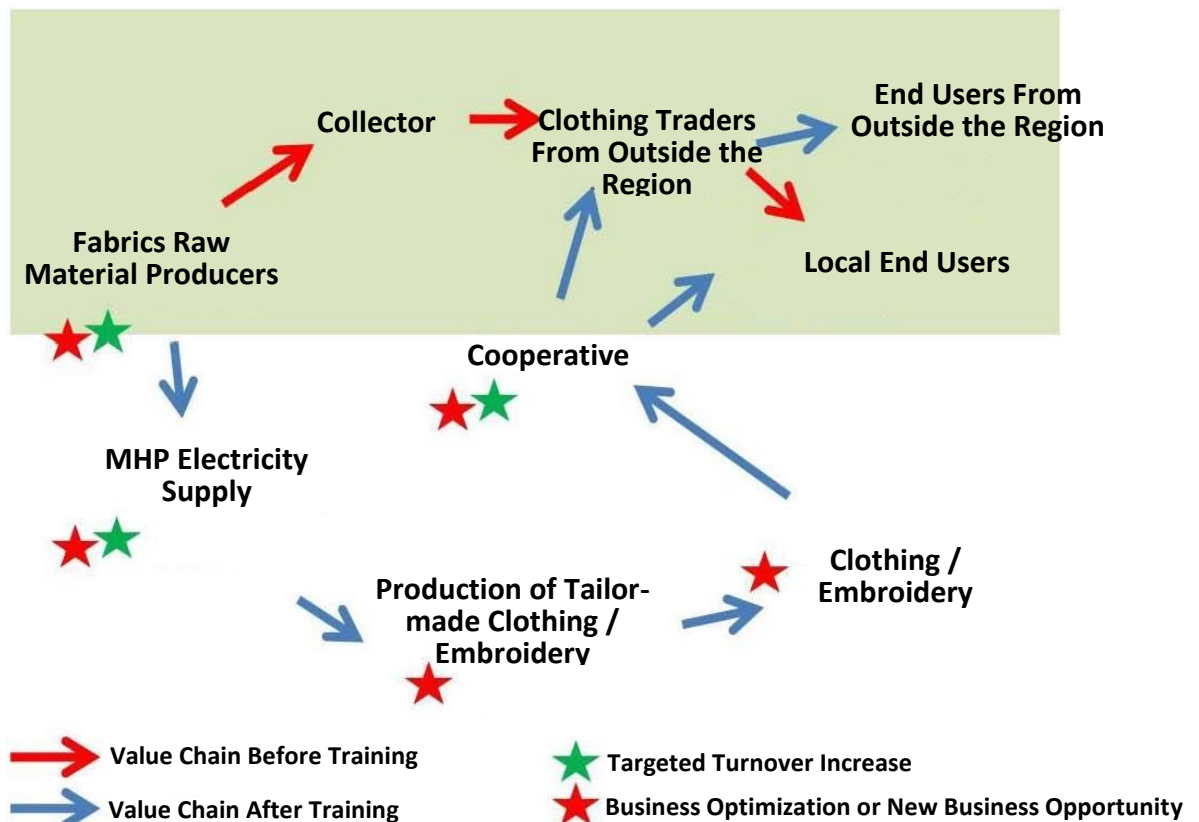 Collector
Clothing Traders
From Outside the
Region
End Users From
Outside the Region
Fabrics Raw
Material Producers
Local End Users
Cooperative
MHP Electricity
Supply
Production of Tailor-
made Clothing /
Embroidery
Clothing /
Embroidery
Value Chain Before Training
Value Chain After Training
Targeted Turnover Increase
Business Optimization or New Business Opportunity